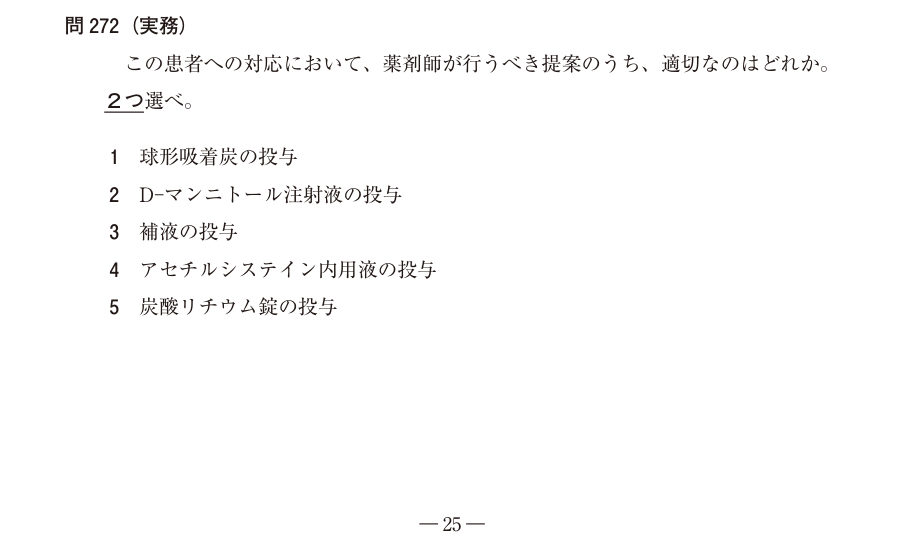 問 272（実務）
この患者への対応において、薬剤師が行うべき提案のうち、適切なのはどれか。
２つ選べ。
1 球形吸着炭の投与
2 D-マンニトール注射液の投与
3 補液の投与
4 アセチルシステイン内用液の投与
5 炭酸リチウム錠の投与
— 25 —